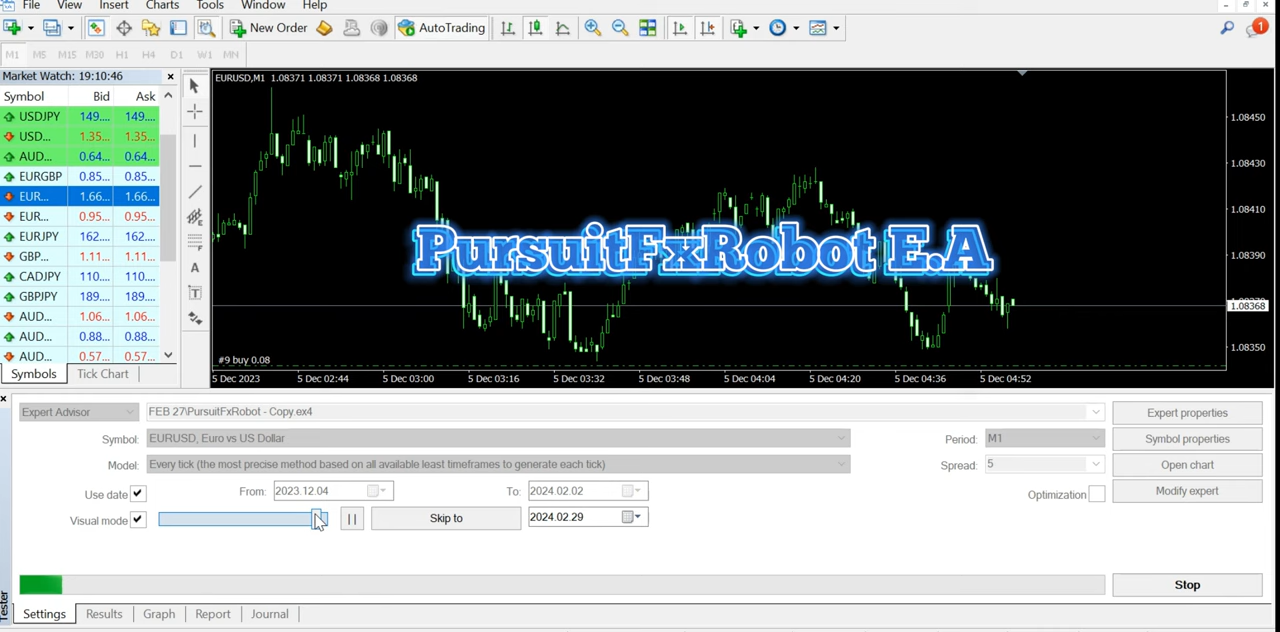 File View Insert Charts Tools Window Help
New Order AutoTrading
M1 M5 M15 M30 H1 H4 D1 W1 MN
Market Watch: 19:10:46
Symbol Bid Ask
USDJPY 149.... 149....
USD... 1.35... 1.35...
AUD... 0.64... 0.64...
EURGBP 0.85... 0.85...
EUR... 1.66... 1.66...
EUR... 0.95... 0.95...
EURJPY 162.... 162....
GBP... 1.11... 1.11...
CADJPY 110.... 110....
GBPJPY 189.... 189....
AUD... 1.06... 1.06...
AUD... 0.88... 0.88...
AUD... 0.57... 0.57...
Symbols Tick Chart
EURUSD,M1 1.08371 1.08371 1.08368 1.08368
PursuitFxRobot E.A
1.08450
1.08430
1.08410
1.08390
1.08368
1.08350
#9 buy 0.08
5 Dec 2023 5 Dec 02:44 5 Dec 03:00 5 Dec 03:16 5 Dec 03:32 5 Dec 03:48 5 Dec 04:04 5 Dec 04:20 5 Dec 04:36 5 Dec 04:52
Expert Advisor FEB 27\PursuitFxRobot - Copy.ex4 Expert properties
Symbol: EURUSD, Euro vs US Dollar Period: M1 Symbol properties
Model: Every tick (the most precise method based on all available least timeframes to generate each tick) Spread: 5 Open chart
Use date From: 2023.12.04 To: 2024.02.02 Optimization Modify expert
Visual mode Skip to 2024.02.29
Stop
Tester
Settings Results Graph Report Journal